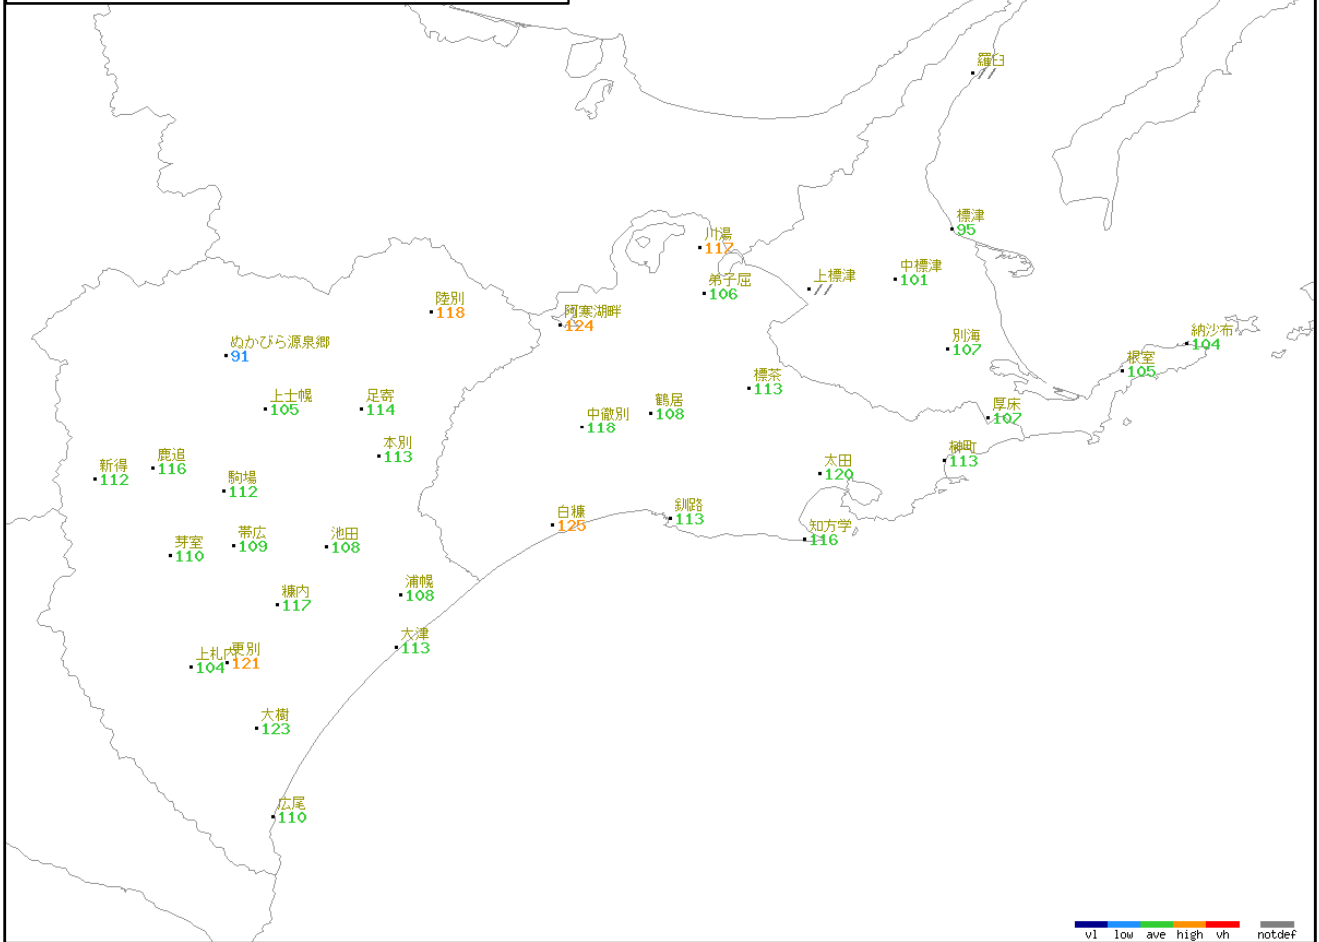 羅臼
//
標津
95
川湯
117
中標津
101
上標津
//
弟子屈
106
陸別
118
阿寒湖畔
124
納沙布
104
ぬかびら源泉郷
91
別海
107
根室
105
標茶
113
上士幌
105
足寄
114
鶴居
108
厚床
107
中徹別
118
本別
113
榊町
113
鹿追
116
新得
112
太田
120
駒場
112
釧路
113
白糠
125
知方学
116
帯広
109
池田
108
芽室
110
浦幌
108
糠内
117
大津
113
更別
121
上札内
104
大樹
123
広尾
110
vl low ave high vh notdef